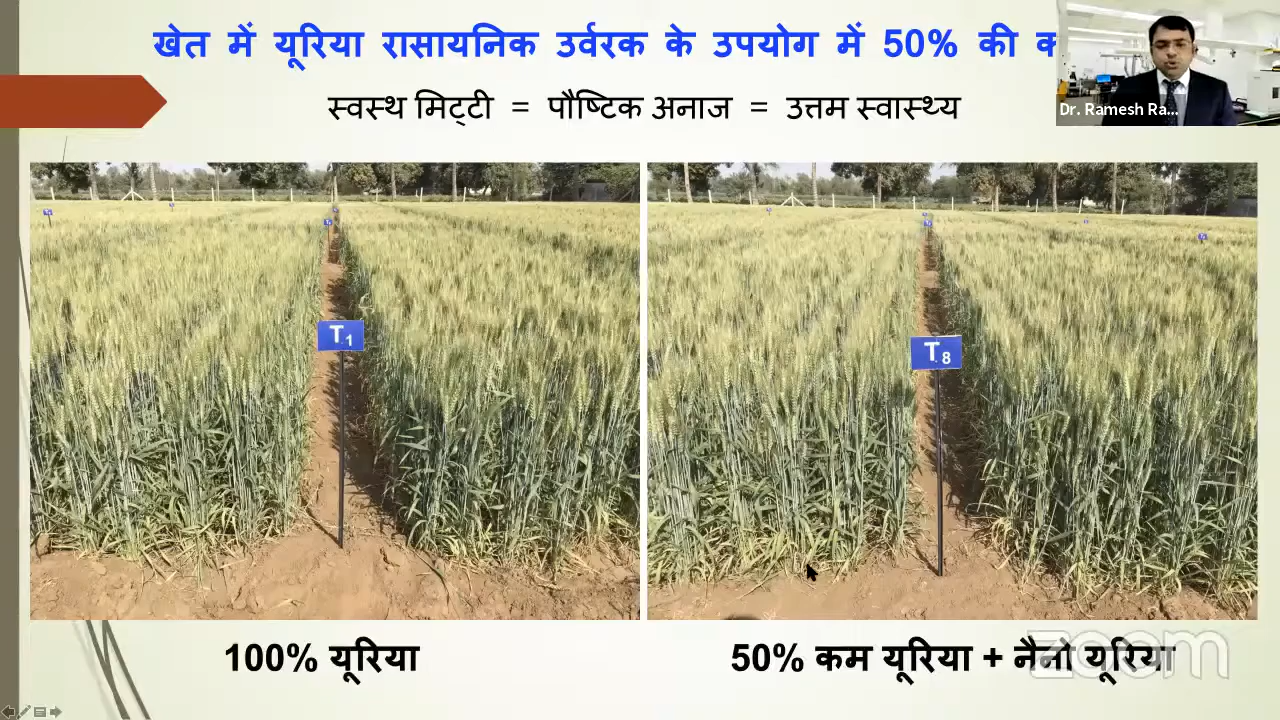 खेत में यूरिया रासायनिक उर्वरक के उपयोग में 50% की
स्वस्थ मिट्टी = पौष्टिक अनाज = उत्तम स्वास्थ्य
Dr. Ramesh Ra...
T1
T8
100% यूरिया
50% कम यूरिया + नैनो यूरिया
zoom